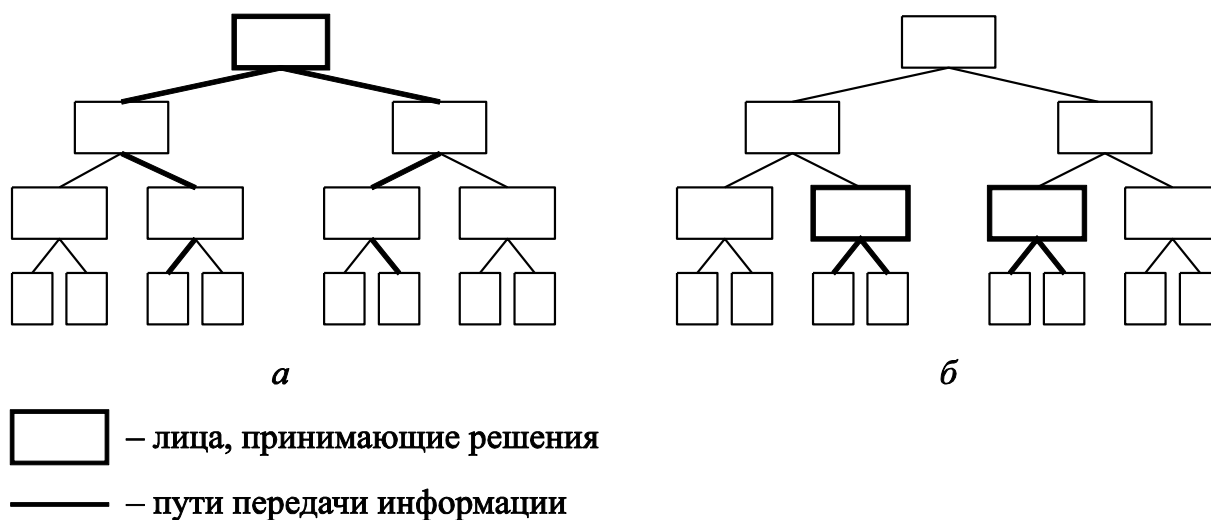 а
б
– лица, принимающие решения
– пути передачи информации